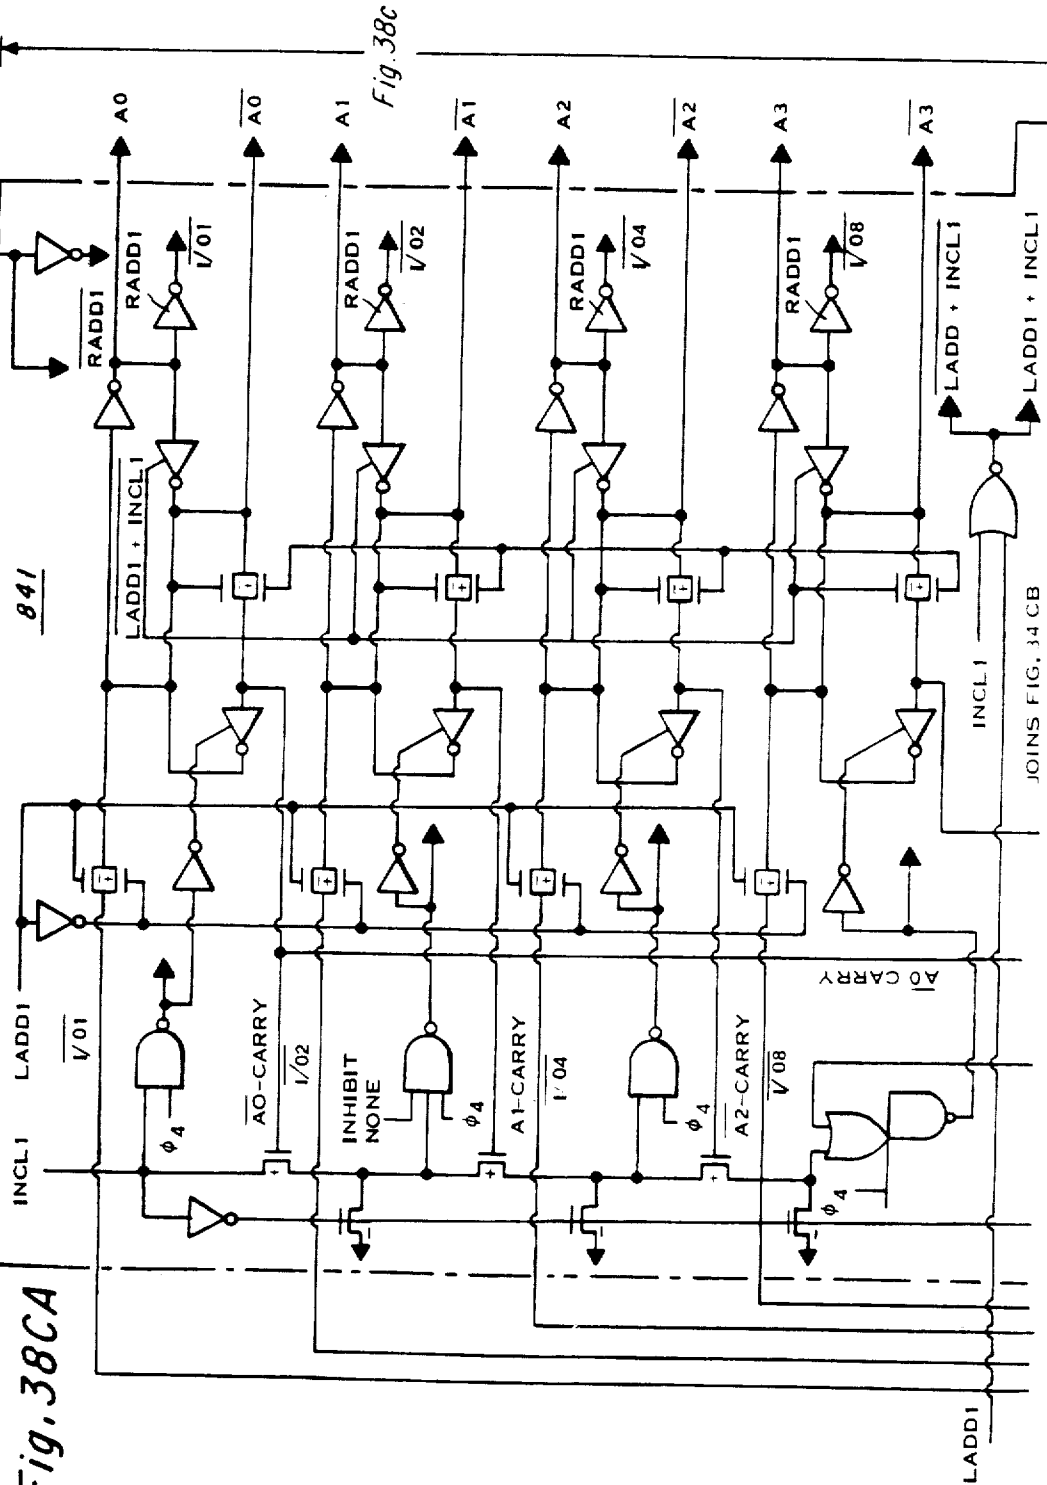 Fig. 38CA
Fig. 38C
841
INCL1
LADD1
I/01
LADD1 + INCL1
RADD1
RADD1
I/01
A0
A0
ϕ4
A0-CARRY
I/02
RADD1
I/02
A1
A1
INHIBIT
NONE
ϕ4
A1-CARRY
I/04
RADD1
I/04
A2
A2
ϕ4
A2-CARRY
I/08
RADD1
I/08
A3
A3
ϕ4
A0 CARRY
LADD1
INCL1
LADD + INCL1
LADD1 + INCL1
JOINS FIG. 34 CB